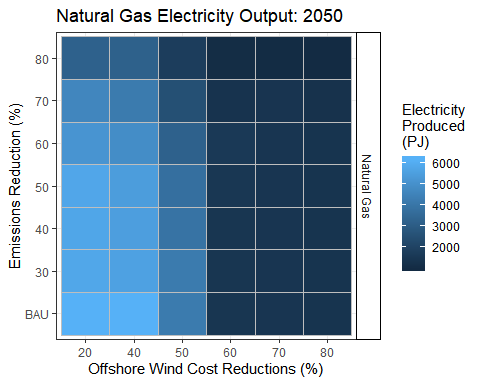 Natural Gas Electricity Output: 2050
Emissions Reduction (%)
80
70
60
50
40
30
BAU
20 30 40 50 60 70 80
Offshore Wind Cost Reductions (%)
Natural Gas
Electricity
Produced
(PJ)
6000
5000
4000
3000
2000